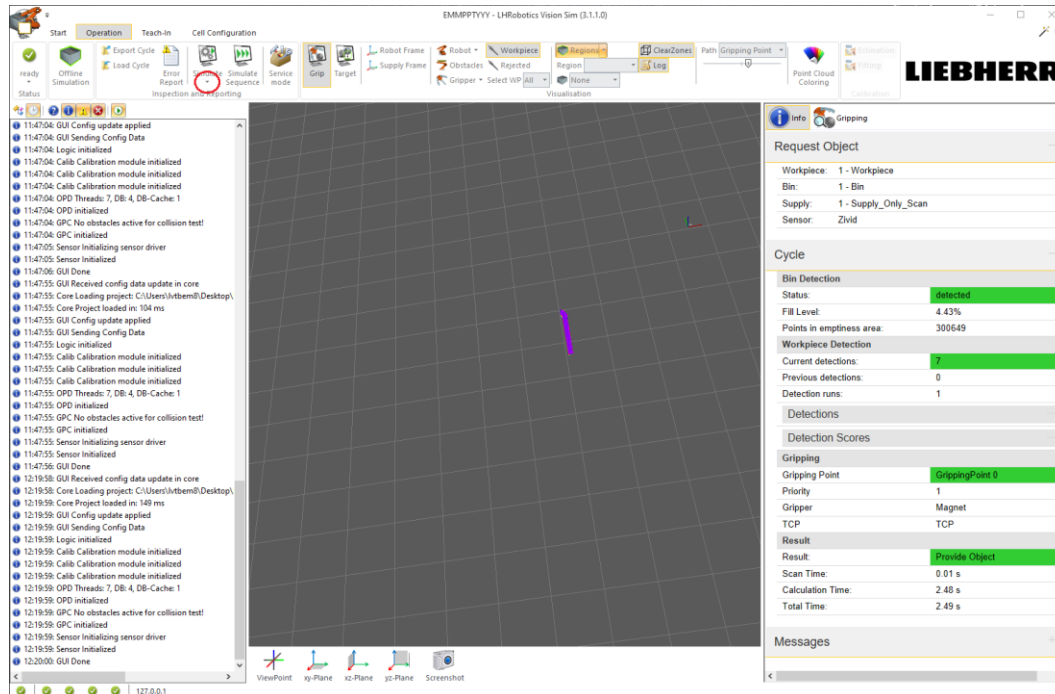 EMMPPTYYY - LHRobotics Vision Sim (3.1.1.0)
Start Operation Teach-In Cell Configuration
ready
Status
Offline Simulation
Export Cycle
Load Cycle
Error Report
Simulate
Simulate Sequence
Inspection and Reporting
Service mode
Grip
Target
Robot Frame
Supply Frame
Robot
Obstacles
Gripper
Workpiece
Rejected
Select WP All
Regions
Region
None
ClearZones
Log
Path Gripping Point
Visualisation
Point Cloud Coloring
Estimation
Fitting
Calibration
LIEBHERR
11:47:04: GUI Config update applied
11:47:04: GUI Sending Config Data
11:47:04: Logic initialized
11:47:04: Calib Calibration module initialized
11:47:04: Calib Calibration module initialized
11:47:04: Calib Calibration module initialized
11:47:04: OPD Threads: 7, DB: 4, DB-Cache: 1
11:47:04: OPD initialized
11:47:04: GPC No obstacles active for collision test!
11:47:04: GPC initialized
11:47:05: Sensor Initializing sensor driver
11:47:05: Sensor Initialized
11:47:06: GUI Done
11:47:55: GUI Received config data update in core
11:47:55: Core Loading project: C:\Users\lvtbem8\Desktop\
11:47:55: Core Project loaded in: 104 ms
11:47:55: GUI Config update applied
11:47:55: GUI Sending Config Data
11:47:55: Logic initialized
11:47:55: Calib Calibration module initialized
11:47:55: Calib Calibration module initialized
11:47:55: Calib Calibration module initialized
11:47:55: OPD Threads: 7, DB: 4, DB-Cache: 1
11:47:55: OPD initialized
11:47:55: GPC No obstacles active for collision test!
11:47:55: GPC initialized
11:47:55: Sensor Initializing sensor driver
11:47:55: Sensor Initialized
11:47:56: GUI Done
12:19:58: GUI Received config data update in core
12:19:58: Core Loading project: C:\Users\lvtbem8\Desktop\
12:19:59: Core Project loaded in: 149 ms
12:19:59: GUI Config update applied
12:19:59: GUI Sending Config Data
12:19:59: Logic initialized
12:19:59: Calib Calibration module initialized
12:19:59: Calib Calibration module initialized
12:19:59: Calib Calibration module initialized
12:19:59: OPD Threads: 7, DB: 4, DB-Cache: 1
12:19:59: OPD initialized
12:19:59: GPC No obstacles active for collision test!
12:19:59: GPC initialized
12:19:59: Sensor Initializing sensor driver
12:19:59: Sensor Initialized
12:20:00: GUI Done
ViewPoint xy-Plane xz-Plane yz-Plane Screenshot
Info Gripping
Request Object
Workpiece: 1 - Workpiece
Bin: 1 - Bin
Supply: 1 - Supply_Only_Scan
Sensor: Zivid
Cycle
Bin Detection
Status: detected
Fill Level: 4.43%
Points in emptiness area: 300649
Workpiece Detection
Current detections: 7
Previous detections: 0
Detection runs: 1
Detections
Detection Scores
Gripping
Gripping Point GrippingPoint 0
Priority 1
Gripper Magnet
TCP TCP
Result
Result: Provide Object
Scan Time: 0.01 s
Calculation Time: 2.48 s
Total Time: 2.49 s
Messages
127.0.0.1